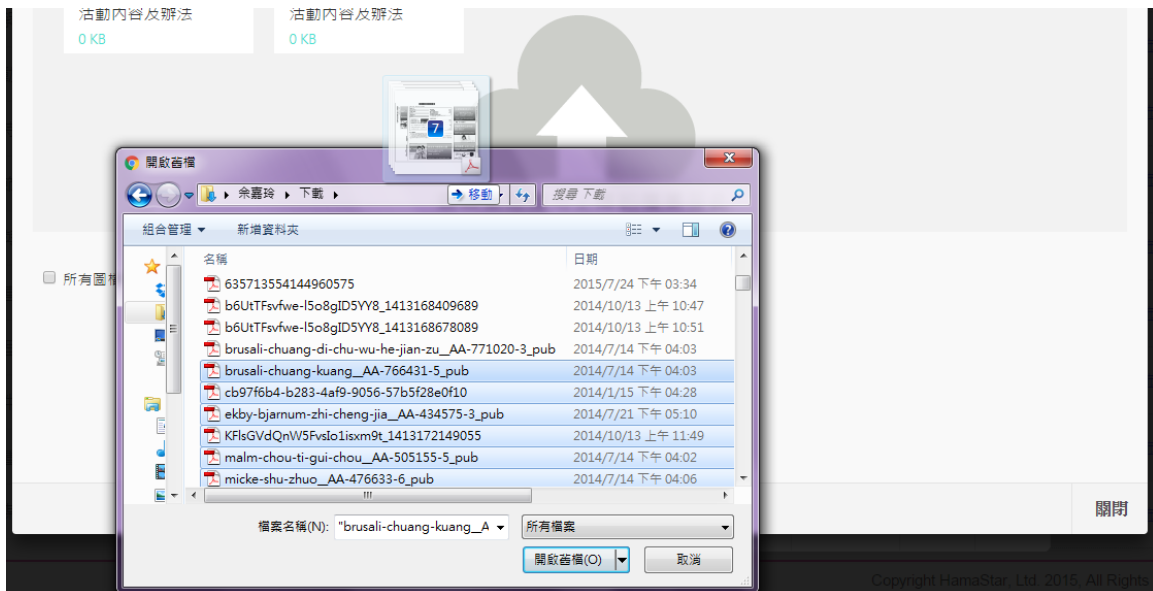 活動內容及辦法 活動內容及辦法
0 KB 0 KB
7
開啟舊檔
余嘉玲 下載 移動 搜尋 下載
組合管理 新增資料夾
名稱 日期
635713554144960575 2015/7/24 下午 03:34
b6UtTFsvfwe-l5o8gID5YY8_1413168409689 2014/10/13 上午 10:47
b6UtTFsvfwe-l5o8gID5YY8_1413168678089 2014/10/13 上午 10:51
brusali-chuang-di-chu-wu-he-jian-zu__AA-771020-3_pub 2014/7/14 下午 04:03
brusali-chuang-kuang__AA-766431-5_pub 2014/7/14 下午 04:03
cb97f6b4-b283-4af9-9056-57b5f28e0f10 2014/1/15 下午 04:28
ekby-bjarnum-zhi-cheng-jia__AA-434575-3_pub 2014/7/21 下午 05:10
KFlsGVdQnW5FvsIo1isxm9t_1413172149055 2014/10/13 上午 11:49
malm-chou-ti-gui-chou__AA-505155-5_pub 2014/7/14 下午 04:02
micke-shu-zhuo__AA-476633-6_pub 2014/7/14 下午 04:06
所有圖
檔案名稱(N): "brusali-chuang-kuang__A 所有檔案
開啟舊檔(O) 取消
關閉
Copyright HamaStar, Ltd. 2015, All Rights